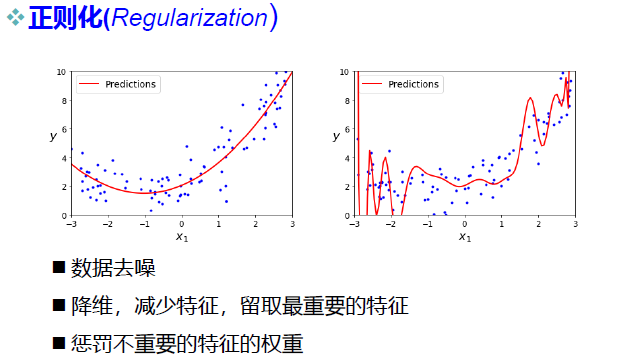 ❖正则化(Regularization)
10
8
6
4
2
0
y
Predictions
−3 −2 −1 0 1 2 3
x₁
10
8
6
4
2
0
y
Predictions
−3 −2 −1 0 1 2 3
x₁
■ 数据去噪
■ 降维，减少特征，留取最重要的特征
■ 惩罚不重要的特征的权重